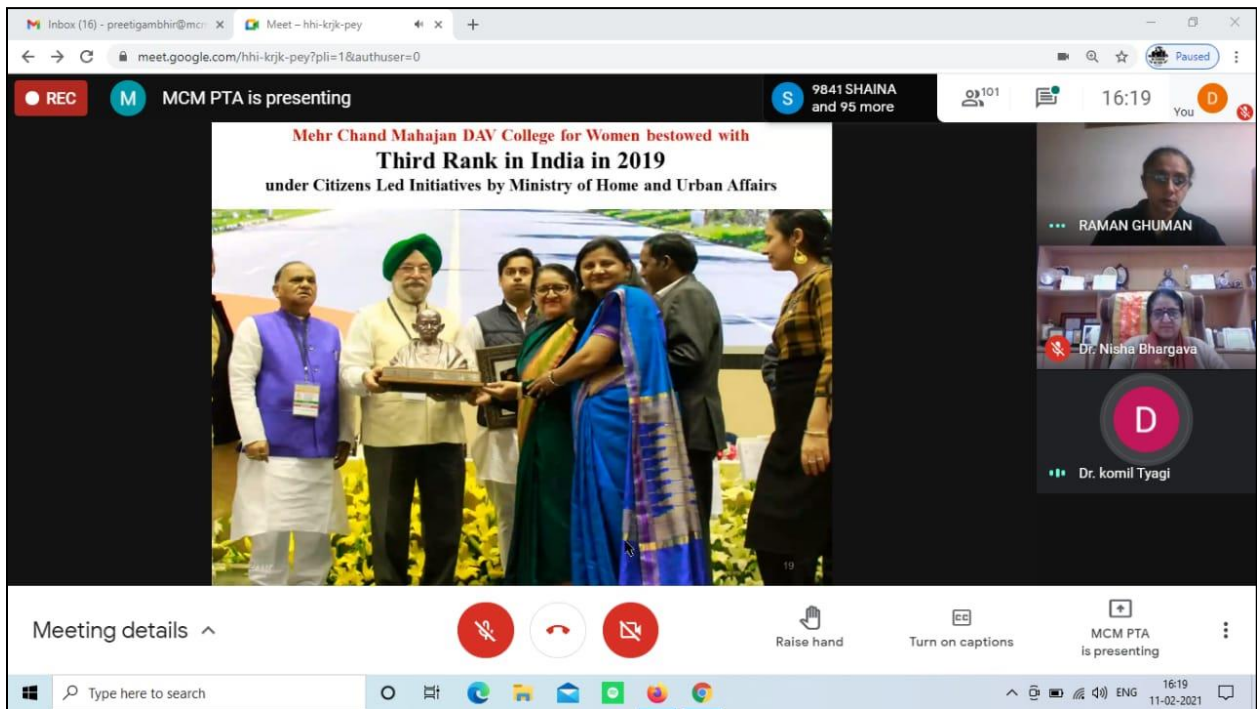 Inbox (16) - preetigambhir@mcm
Meet – hhi-krjk-pey
meet.google.com/hhi-krjk-pey?pli=1&authuser=0
Paused
REC
M
MCM PTA is presenting
S
9841 SHAINA
and 95 more
101
16:19
You
D
Mehr Chand Mahajan DAV College for Women bestowed with
Third Rank in India in 2019
under Citizens Led Initiatives by Ministry of Home and Urban Affairs
19
RAMAN GHUMAN
Dr. Nisha Bhargava
D
Dr. komil Tyagi
Meeting details
Raise hand
CC
Turn on captions
MCM PTA
is presenting
Type here to search
ENG
16:19
11-02-2021